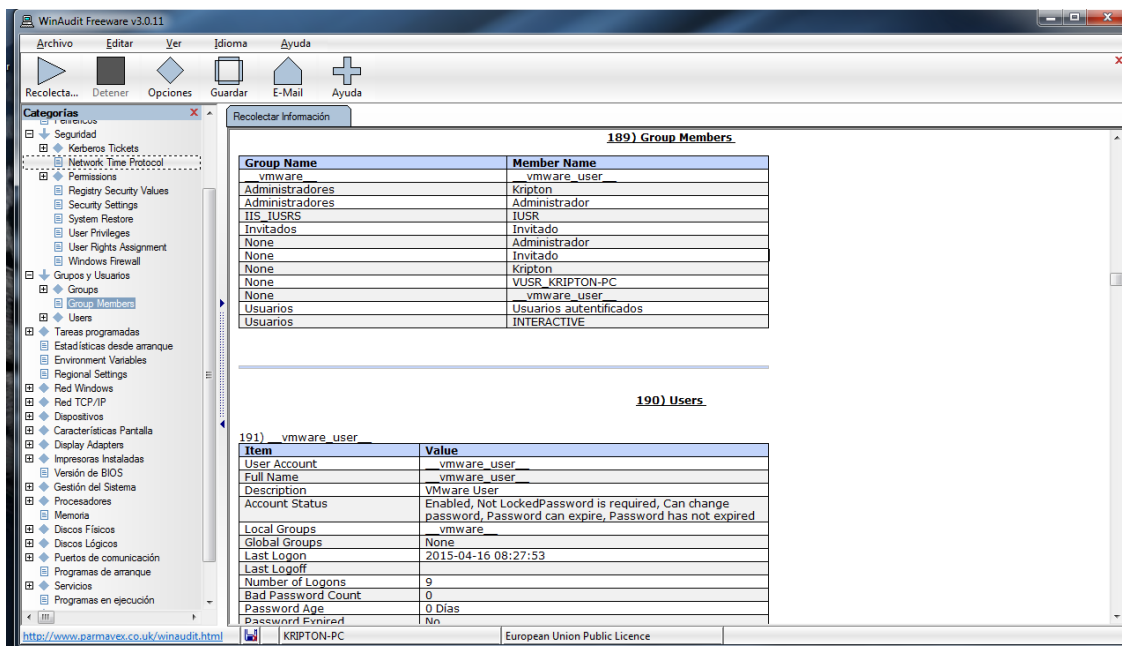 WinAudit Freeware v3.0.11
Archivo Editar Ver Idioma Ayuda
Recolecta... Detener Opciones Guardar E-Mail Ayuda
Categorías
Seguridad
Kerberos Tickets
Network Time Protocol
Permissions
Registry Security Values
Security Settings
System Restore
User Privileges
User Rights Assignment
Windows Firewall
Grupos y Usuarios
Groups
Group Members
Users
Tareas programadas
Estadísticas desde arranque
Environment Variables
Regional Settings
Red Windows
Red TCP/IP
Dispositivos
Características Pantalla
Display Adapters
Impresoras Instaladas
Versión de BIOS
Gestión del Sistema
Procesadores
Memoria
Discos Físicos
Discos Lógicos
Puertos de comunicación
Programas de arranque
Servicios
Programas en ejecución
Recolectar Información
189) Group Members
Group Name Member Name
__vmware__ __vmware_user__
Administradores Kripton
Administradores Administrador
IIS_IUSRS IUSR
Invitados Invitado
None Administrador
None Invitado
None Kripton
None VUSR_KRIPTON-PC
None __vmware_user__
Usuarios Usuarios autentificados
Usuarios INTERACTIVE
190) Users
191) __vmware_user__
Item Value
User Account __vmware_user__
Full Name __vmware_user__
Description VMware User
Account Status Enabled, Not LockedPassword is required, Can change
password, Password can expire, Password has not expired
Local Groups __vmware__
Global Groups None
Last Logon 2015-04-16 08:27:53
Last Logoff
Number of Logons 9
Bad Password Count 0
Password Age 0 Días
Password Expired No
http://www.parmavex.co.uk/winaudit.html KRIPTON-PC European Union Public Licence